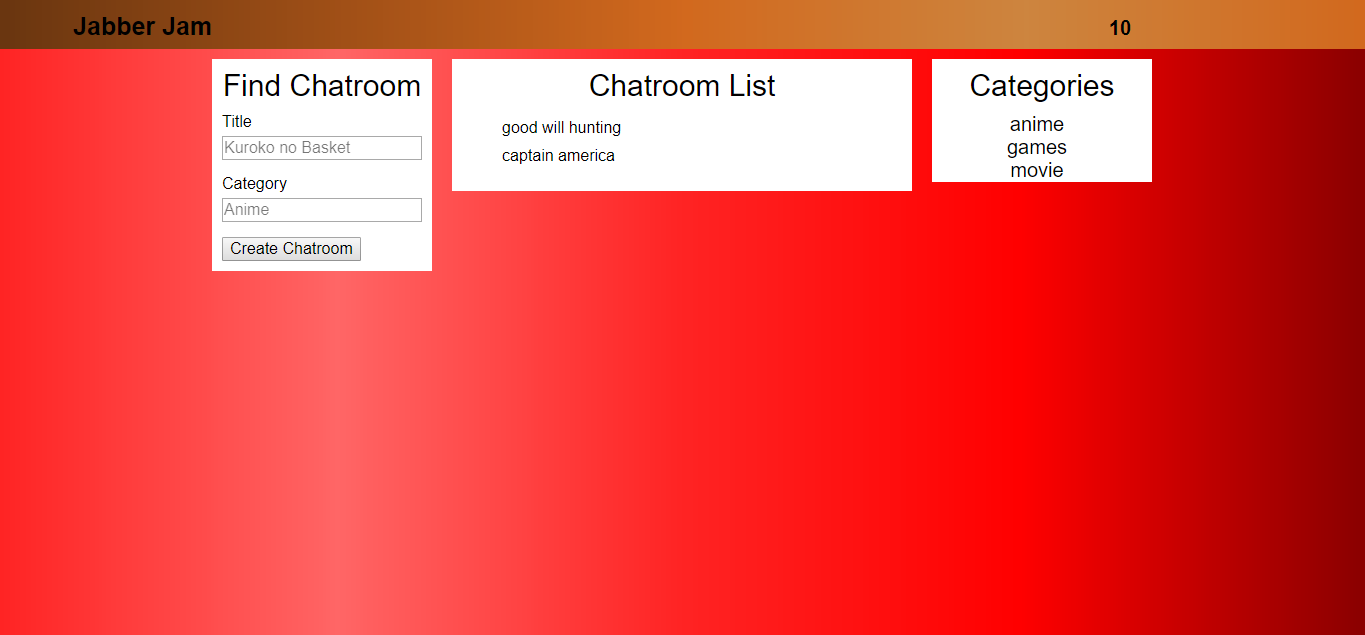 Jabber Jam
10
Find Chatroom
Title
Kuroko no Basket
Category
Anime
Create Chatroom
Chatroom List
good will hunting
captain america
Categories
anime
games
movie